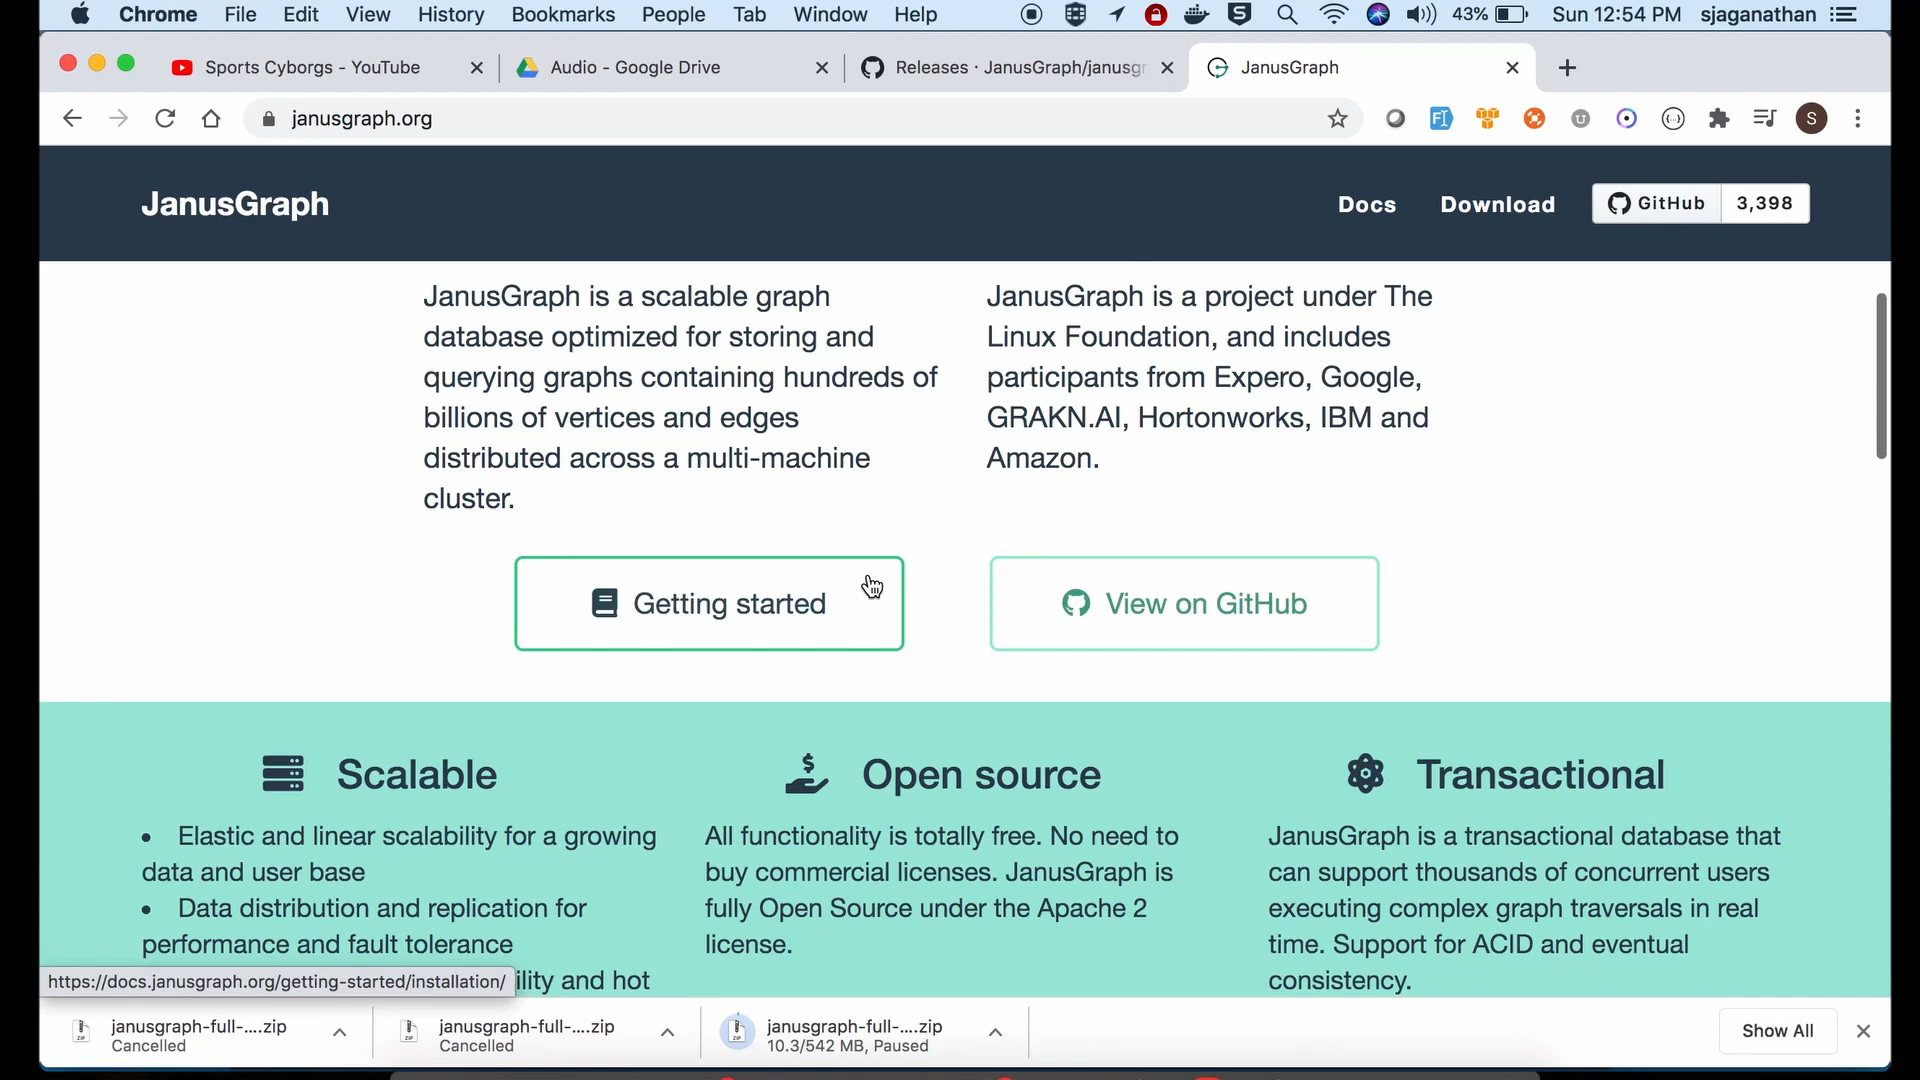 Chrome File Edit View History Bookmarks People Tab Window Help 43% Sun 12:54 PM sjaganathan
Sports Cyborgs - YouTube
Audio - Google Drive
Releases · JanusGraph/janusgr
JanusGraph
janusgraph.org
S
JanusGraph
Docs Download GitHub 3,398
JanusGraph is a scalable graph
database optimized for storing and
querying graphs containing hundreds of
billions of vertices and edges
distributed across a multi-machine
cluster.
JanusGraph is a project under The
Linux Foundation, and includes
participants from Expero, Google,
GRAKN.AI, Hortonworks, IBM and
Amazon.
Getting started
View on GitHub
Scalable
• Elastic and linear scalability for a growing
data and user base
• Data distribution and replication for
performance and fault tolerance
ility and hot
Open source
All functionality is totally free. No need to
buy commercial licenses. JanusGraph is
fully Open Source under the Apache 2
license.
Transactional
JanusGraph is a transactional database that
can support thousands of concurrent users
executing complex graph traversals in real
time. Support for ACID and eventual
consistency.
https://docs.janusgraph.org/getting-started/installation/
janusgraph-full-....zip
Cancelled
janusgraph-full-....zip
Cancelled
janusgraph-full-....zip
10.3/542 MB, Paused
Show All